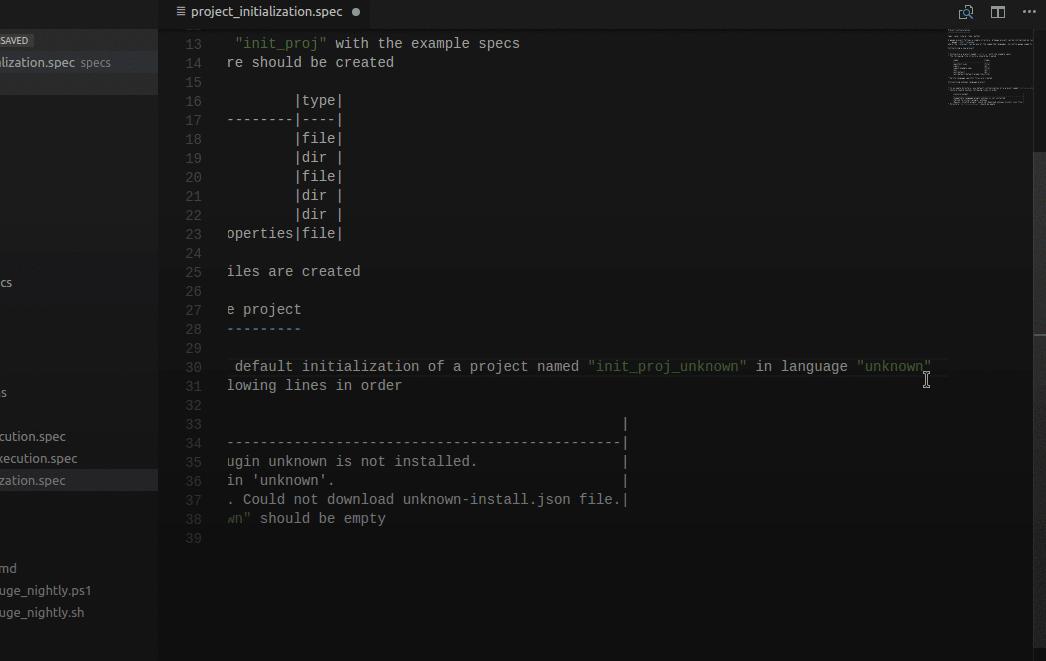 project_initialization.spec
SAVED
lization.spec specs
cs
s
cution.spec
xecution.spec
zation.spec
md
uge_nightly.ps1
uge_nightly.sh
13 "init_proj" with the example specs
14 re should be created
15
16 |type|
17 --------|----|
18 |file|
19 |dir |
20 |file|
21 |dir |
22 |dir |
23 operties|file|
24
25 iles are created
26
27 e project
28 ---------
29
30 default initialization of a project named "init_proj_unknown" in language "unknown"
31 lowing lines in order
32
33 |
34 -----------------------------------------------|
35 ugin unknown is not installed. |
36 in 'unknown'. |
37 . Could not download unknown-install.json file.|
38 wn" should be empty
39